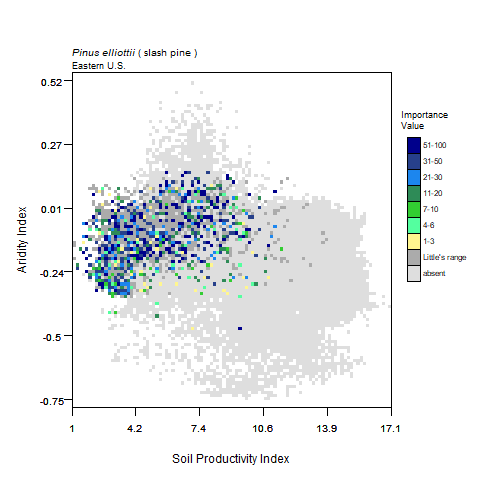 Pinus elliottii ( slash pine )
Eastern U.S.
0.52
0.27
0.01
-0.24
-0.5
-0.75
Aridity Index
1 4.2 7.4 10.6 13.9 17.1
Soil Productivity Index
Importance
Value
51-100
31-50
21-30
11-20
7-10
4-6
1-3
Little's range
absent